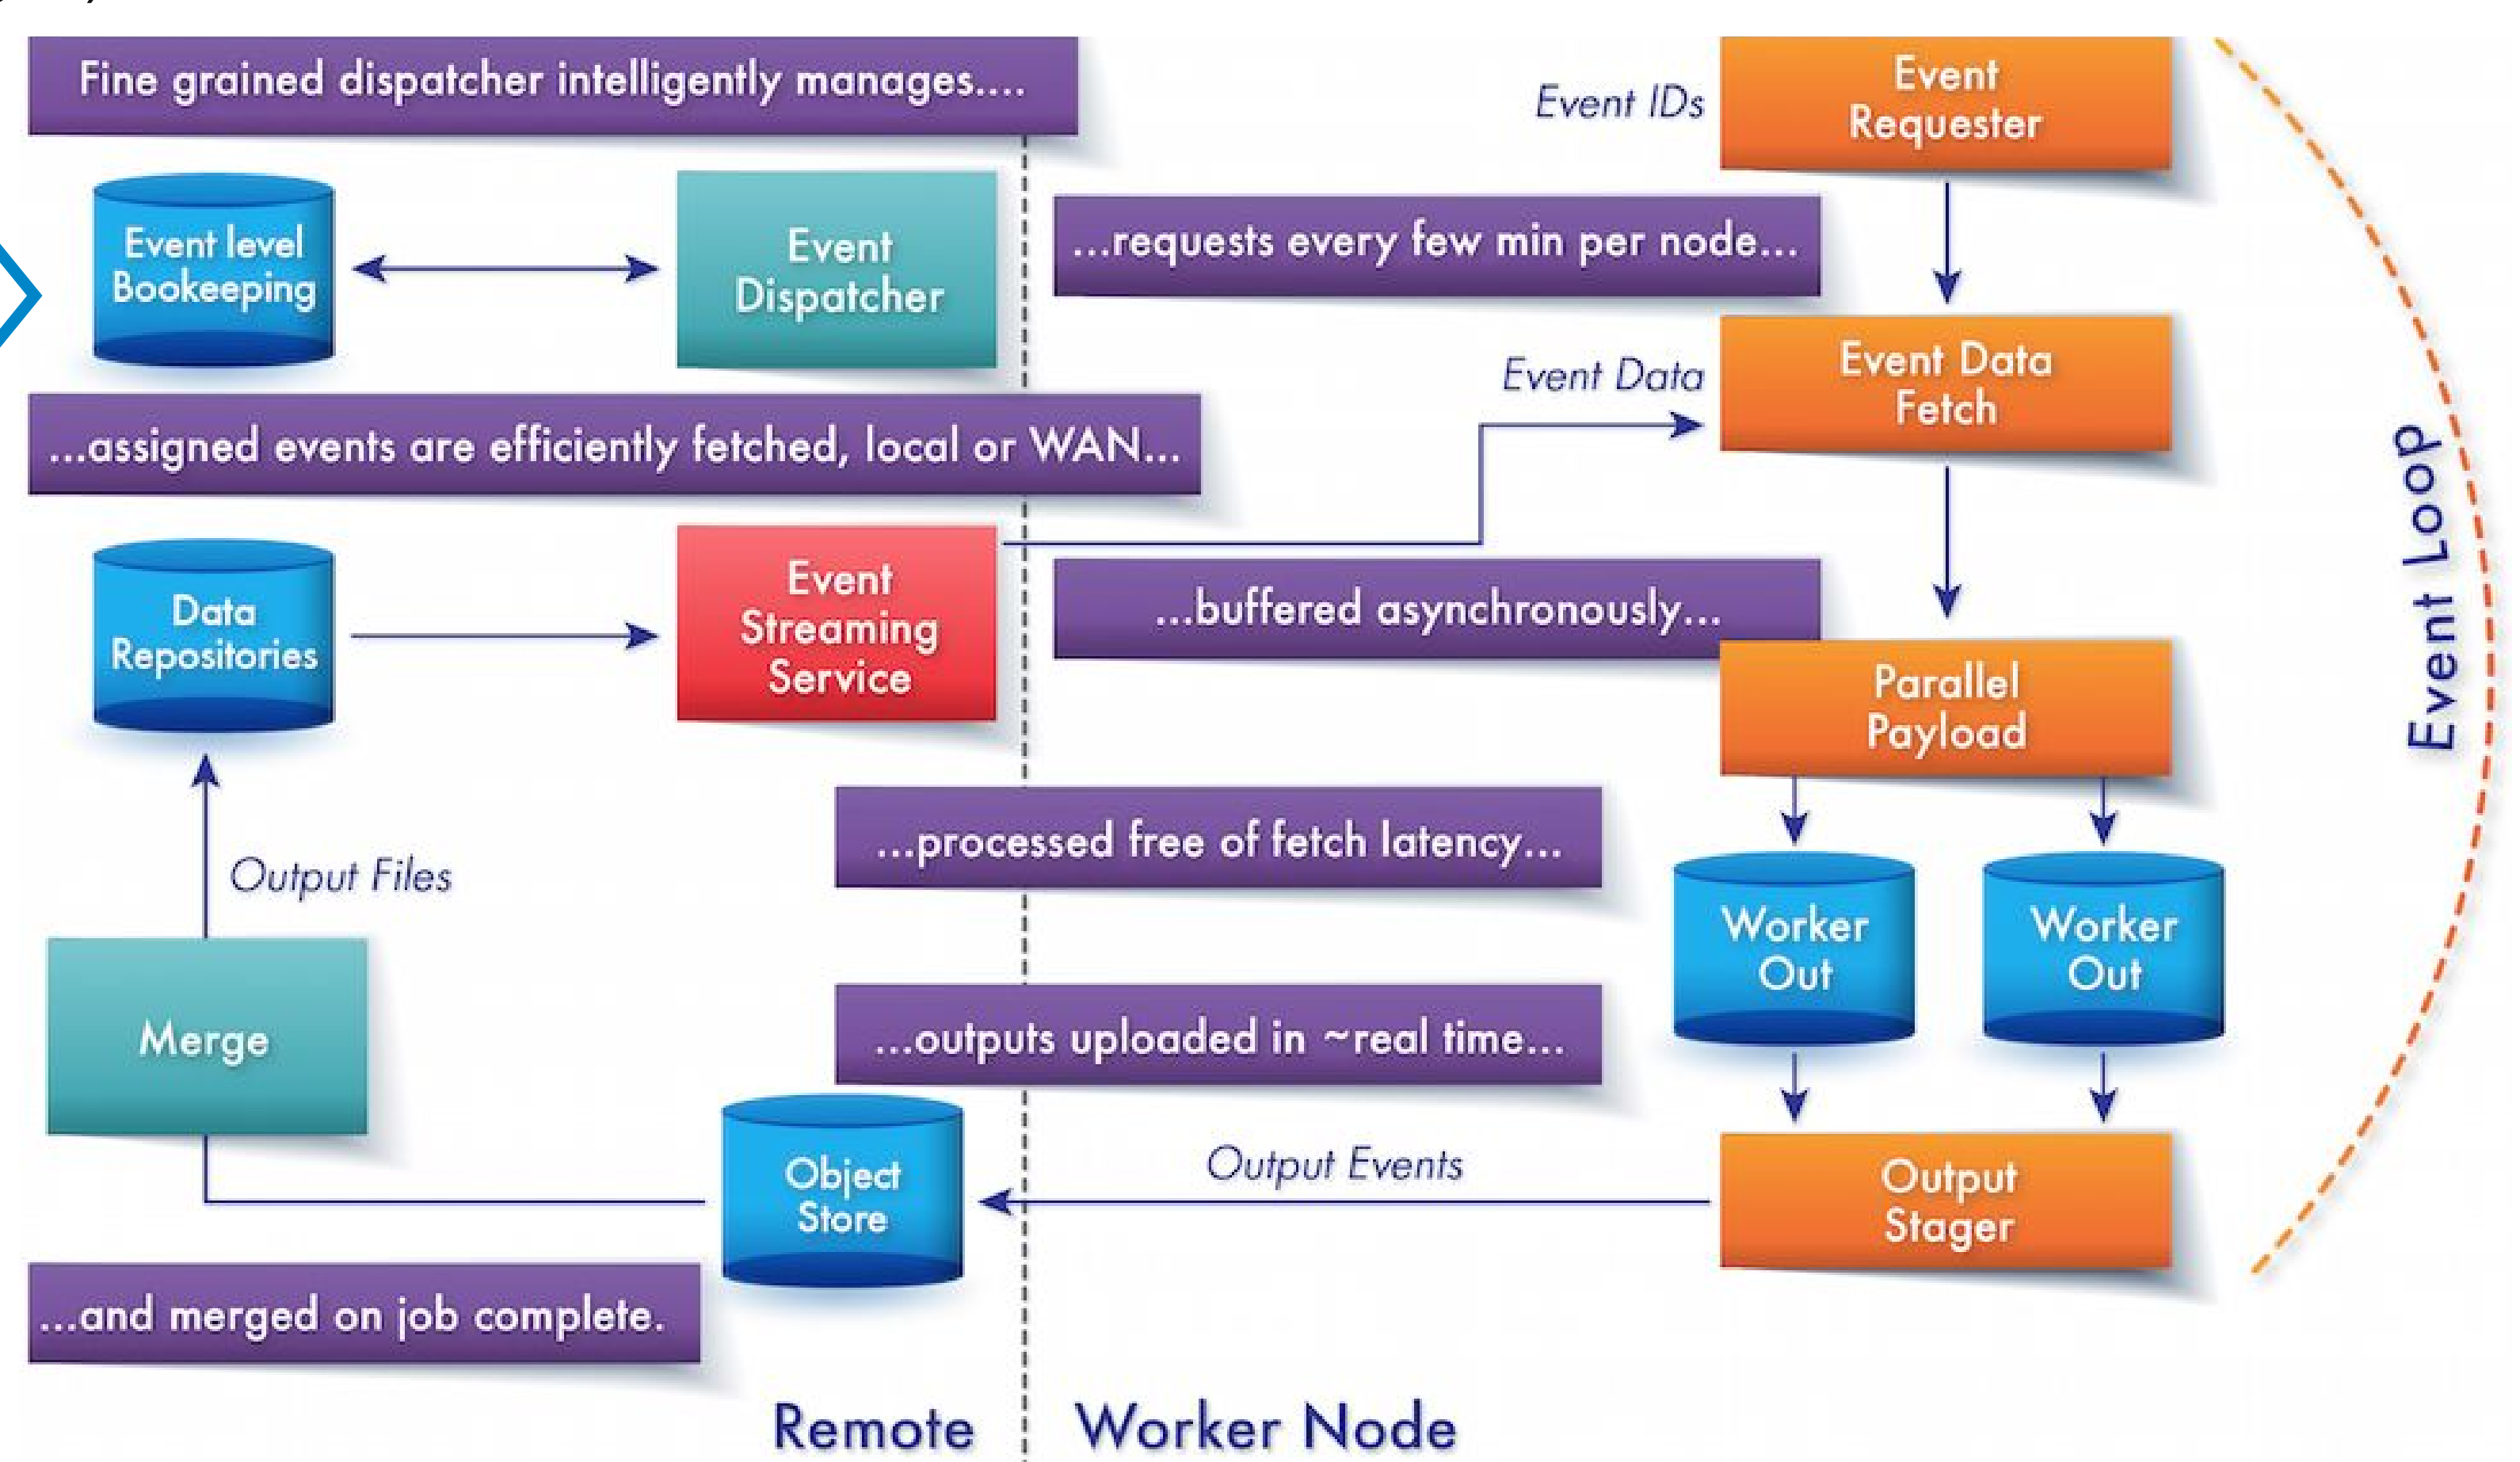 Fine grained dispatcher intelligently manages....
Event IDs
Event
Requester
Event level
Bookeeping
Event
Dispatcher
...requests every few min per node...
Event Data
Event Data
Fetch
...assigned events are efficiently fetched, local or WAN...
Event Loop
Data
Repositories
Event
Streaming
Service
...buffered asynchronously...
Parallel
Payload
...processed free of fetch latency...
Output Files
Worker
Out
Worker
Out
Merge
...outputs uploaded in ~real time...
Object
Store
Output Events
Output
Stager
...and merged on job complete.
Remote
Worker Node